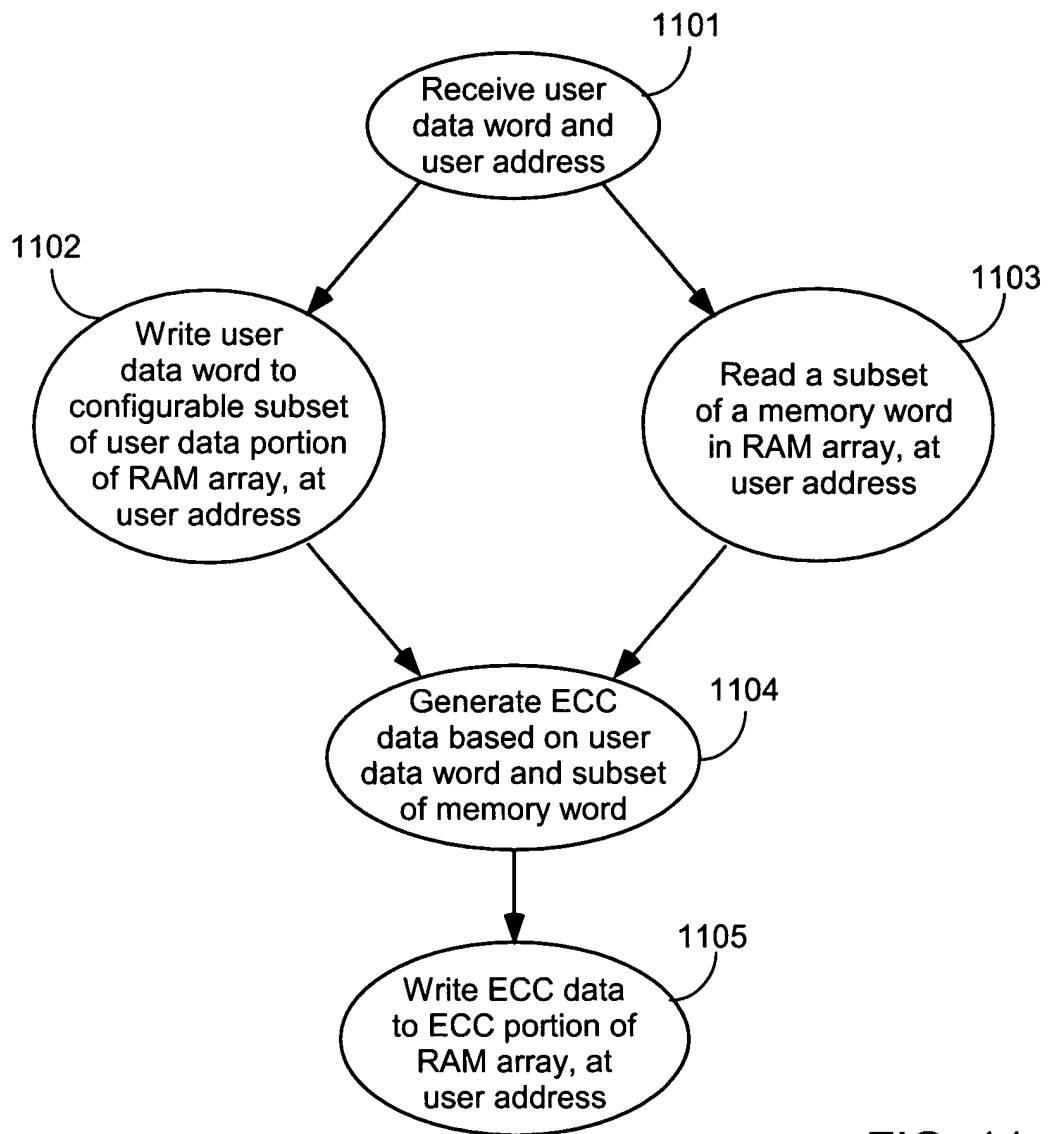 1101
Receive user
data word and
user address
1102
1103
Write user
data word to
configurable subset
of user data portion
of RAM array, at
user address
Read a subset
of a memory word
in RAM array, at
user address
1104
Generate ECC
data based on user
data word and subset
of memory word
1105
Write ECC data
to ECC portion of
RAM array, at
user address